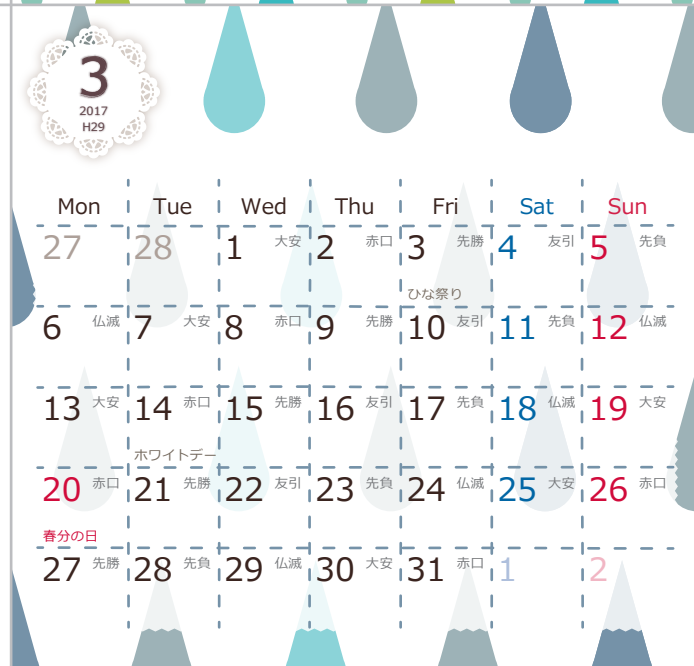 3
2017
H29
Mon Tue Wed Thu Fri Sat Sun
27 28 1 大安 2 赤口 3 先勝 4 友引 5 先負
ひな祭り
6 仏滅 7 大安 8 赤口 9 先勝 10 友引 11 先負 12 仏滅
13 大安 14 赤口 15 先勝 16 友引 17 先負 18 仏滅 19 大安
ホワイトデー
20 赤口 21 先勝 22 友引 23 先負 24 仏滅 25 大安 26 赤口
春分の日
27 先勝 28 先負 29 仏滅 30 大安 31 赤口 1 2